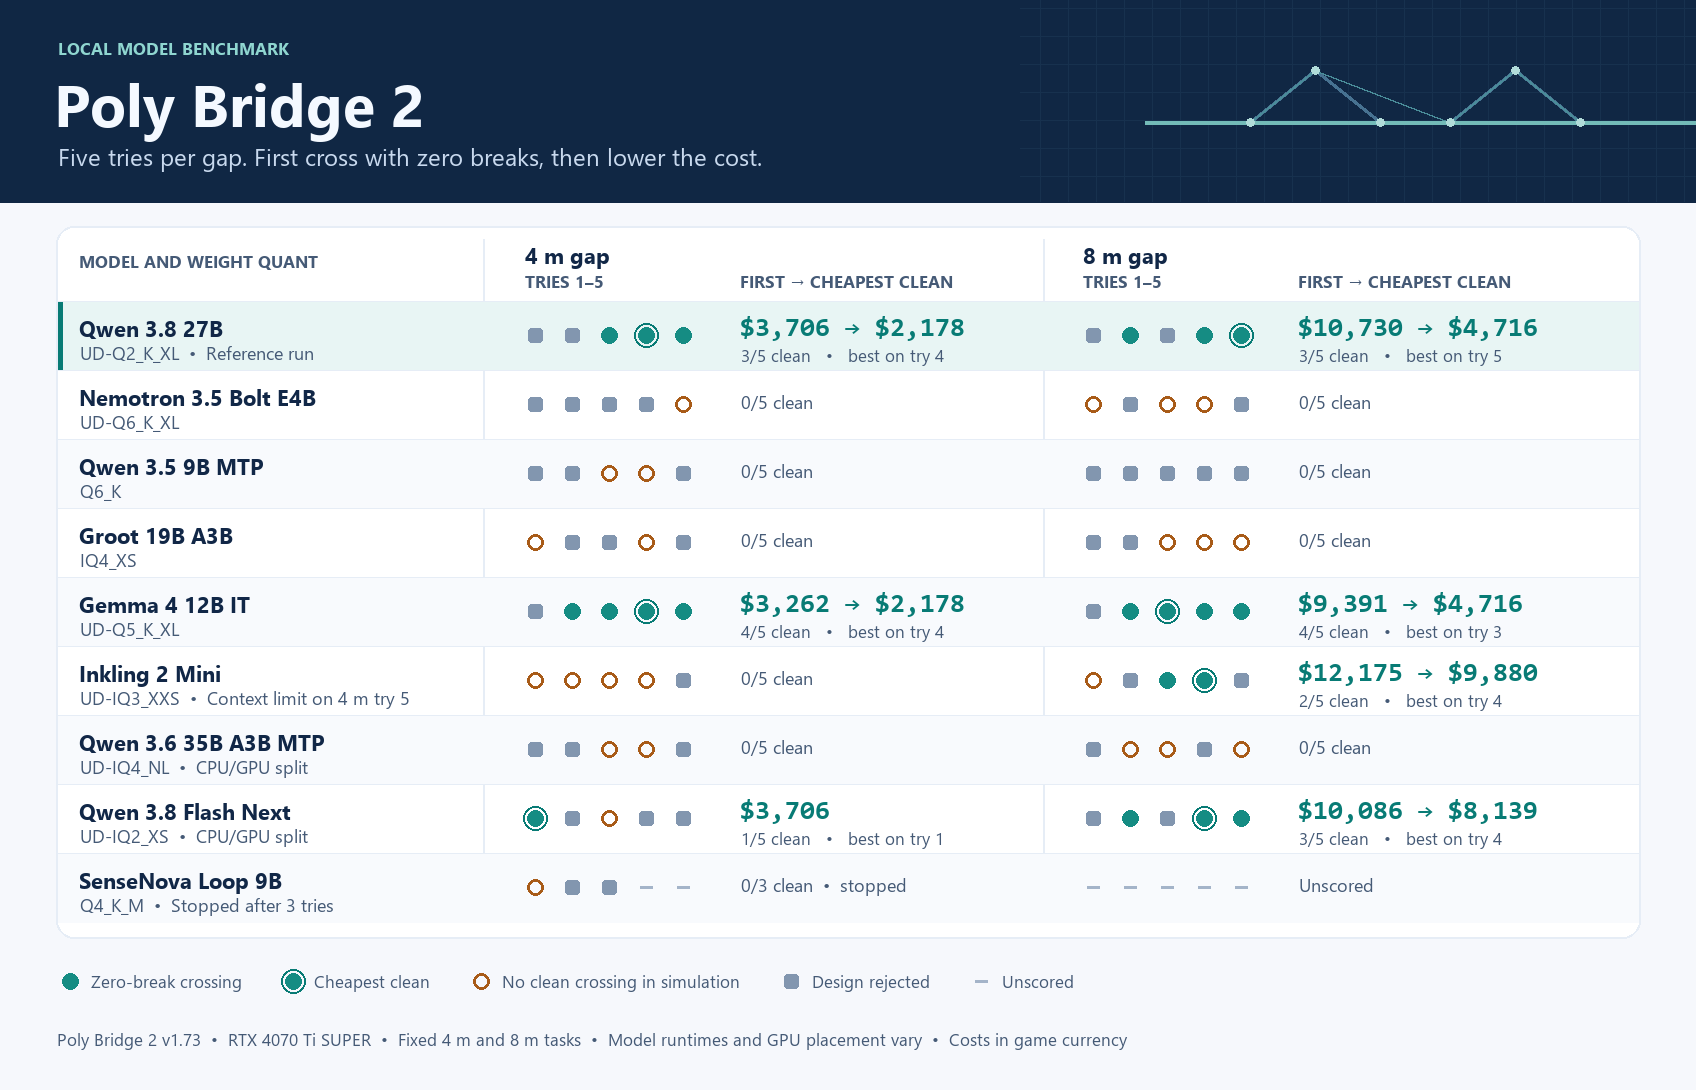 LOCAL MODEL BENCHMARK
Poly Bridge 2
Five tries per gap. First cross with zero breaks, then lower the cost.
MODEL AND WEIGHT QUANT
4 m gap
TRIES 1–5
FIRST → CHEAPEST CLEAN
8 m gap
TRIES 1–5
FIRST → CHEAPEST CLEAN
Qwen 3.8 27B
UD-Q2_K_XL • Reference run
$3,706 → $2,178
3/5 clean • best on try 4
$10,730 → $4,716
3/5 clean • best on try 5
Nemotron 3.5 Bolt E4B
UD-Q6_K_XL
0/5 clean
0/5 clean
Qwen 3.5 9B MTP
Q6_K
0/5 clean
0/5 clean
Groot 19B A3B
IQ4_XS
0/5 clean
0/5 clean
Gemma 4 12B IT
UD-Q5_K_XL
$3,262 → $2,178
4/5 clean • best on try 4
$9,391 → $4,716
4/5 clean • best on try 3
Inkling 2 Mini
UD-IQ3_XXS • Context limit on 4 m try 5
0/5 clean
$12,175 → $9,880
2/5 clean • best on try 4
Qwen 3.6 35B A3B MTP
UD-IQ4_NL • CPU/GPU split
0/5 clean
0/5 clean
Qwen 3.8 Flash Next
UD-IQ2_XS • CPU/GPU split
$3,706
1/5 clean • best on try 1
$10,086 → $8,139
3/5 clean • best on try 4
SenseNova Loop 9B
Q4_K_M • Stopped after 3 tries
0/3 clean • stopped
Unscored
Zero-break crossing
Cheapest clean
No clean crossing in simulation
Design rejected
Unscored
Poly Bridge 2 v1.73 • RTX 4070 Ti SUPER • Fixed 4 m and 8 m tasks • Model runtimes and GPU placement vary • Costs in game currency